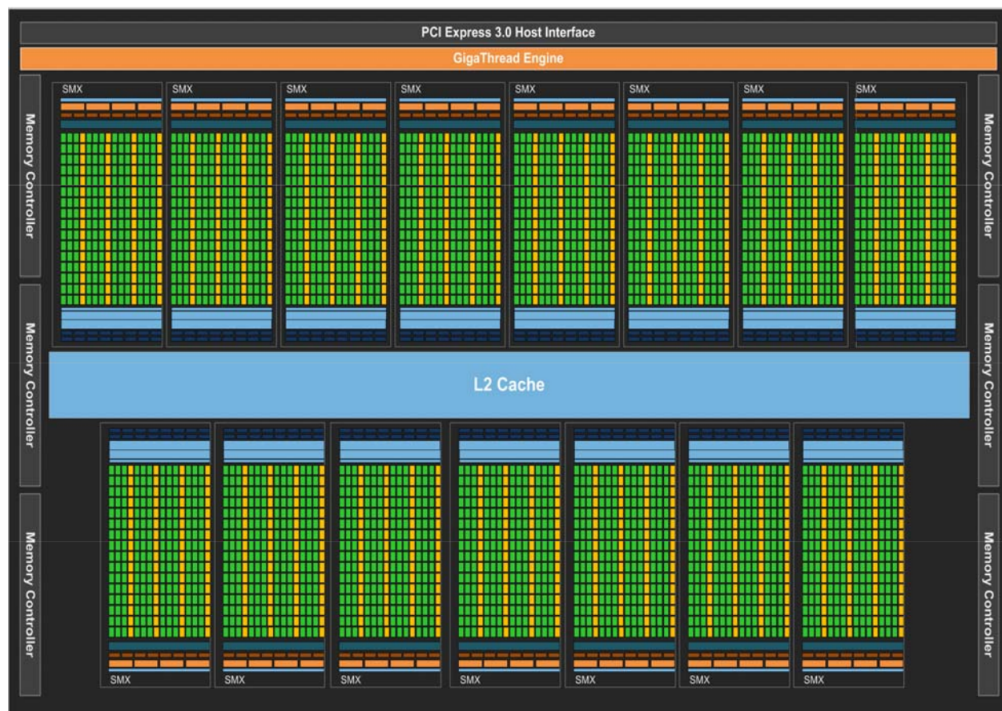 PCI Express 3.0 Host Interface
GigaThread Engine
SMX SMX SMX SMX SMX SMX SMX SMX
Memory Controller
Memory Controller
Memory Controller
Memory Controller
L2 Cache
Memory Controller
Memory Controller
SMX SMX SMX SMX SMX SMX SMX